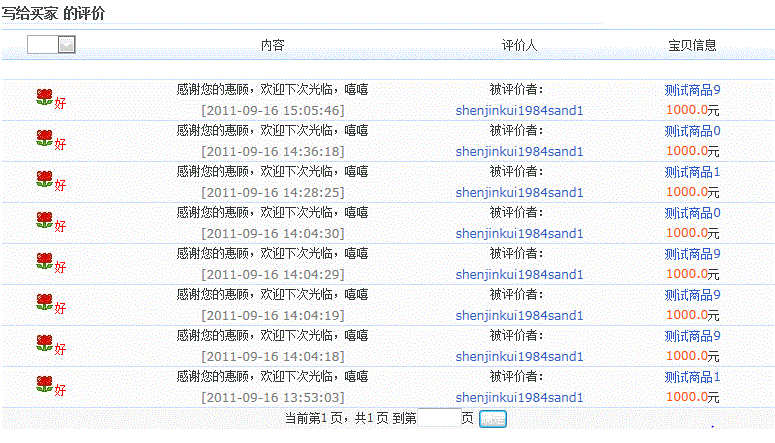 写给买家 的评价
内容 评价人 宝贝信息
感谢您的惠顾，欢迎下次光临，嘻嘻 被评价者： 测试商品9
好 [2011-09-16 15:05:46] shenjinkui1984sand1 1000.0元
感谢您的惠顾，欢迎下次光临，嘻嘻 被评价者： 测试商品0
好 [2011-09-16 14:36:18] shenjinkui1984sand1 1000.0元
感谢您的惠顾，欢迎下次光临，嘻嘻 被评价者： 测试商品1
好 [2011-09-16 14:28:25] shenjinkui1984sand1 1000.0元
感谢您的惠顾，欢迎下次光临，嘻嘻 被评价者： 测试商品0
好 [2011-09-16 14:04:30] shenjinkui1984sand1 1000.0元
感谢您的惠顾，欢迎下次光临，嘻嘻 被评价者： 测试商品9
好 [2011-09-16 14:04:29] shenjinkui1984sand1 1000.0元
感谢您的惠顾，欢迎下次光临，嘻嘻 被评价者： 测试商品9
好 [2011-09-16 14:04:19] shenjinkui1984sand1 1000.0元
感谢您的惠顾，欢迎下次光临，嘻嘻 被评价者： 测试商品9
好 [2011-09-16 14:04:18] shenjinkui1984sand1 1000.0元
感谢您的惠顾，欢迎下次光临，嘻嘻 被评价者： 测试商品1
好 [2011-09-16 13:53:03] shenjinkui1984sand1 1000.0元
当前第1页，共1页 到第 页